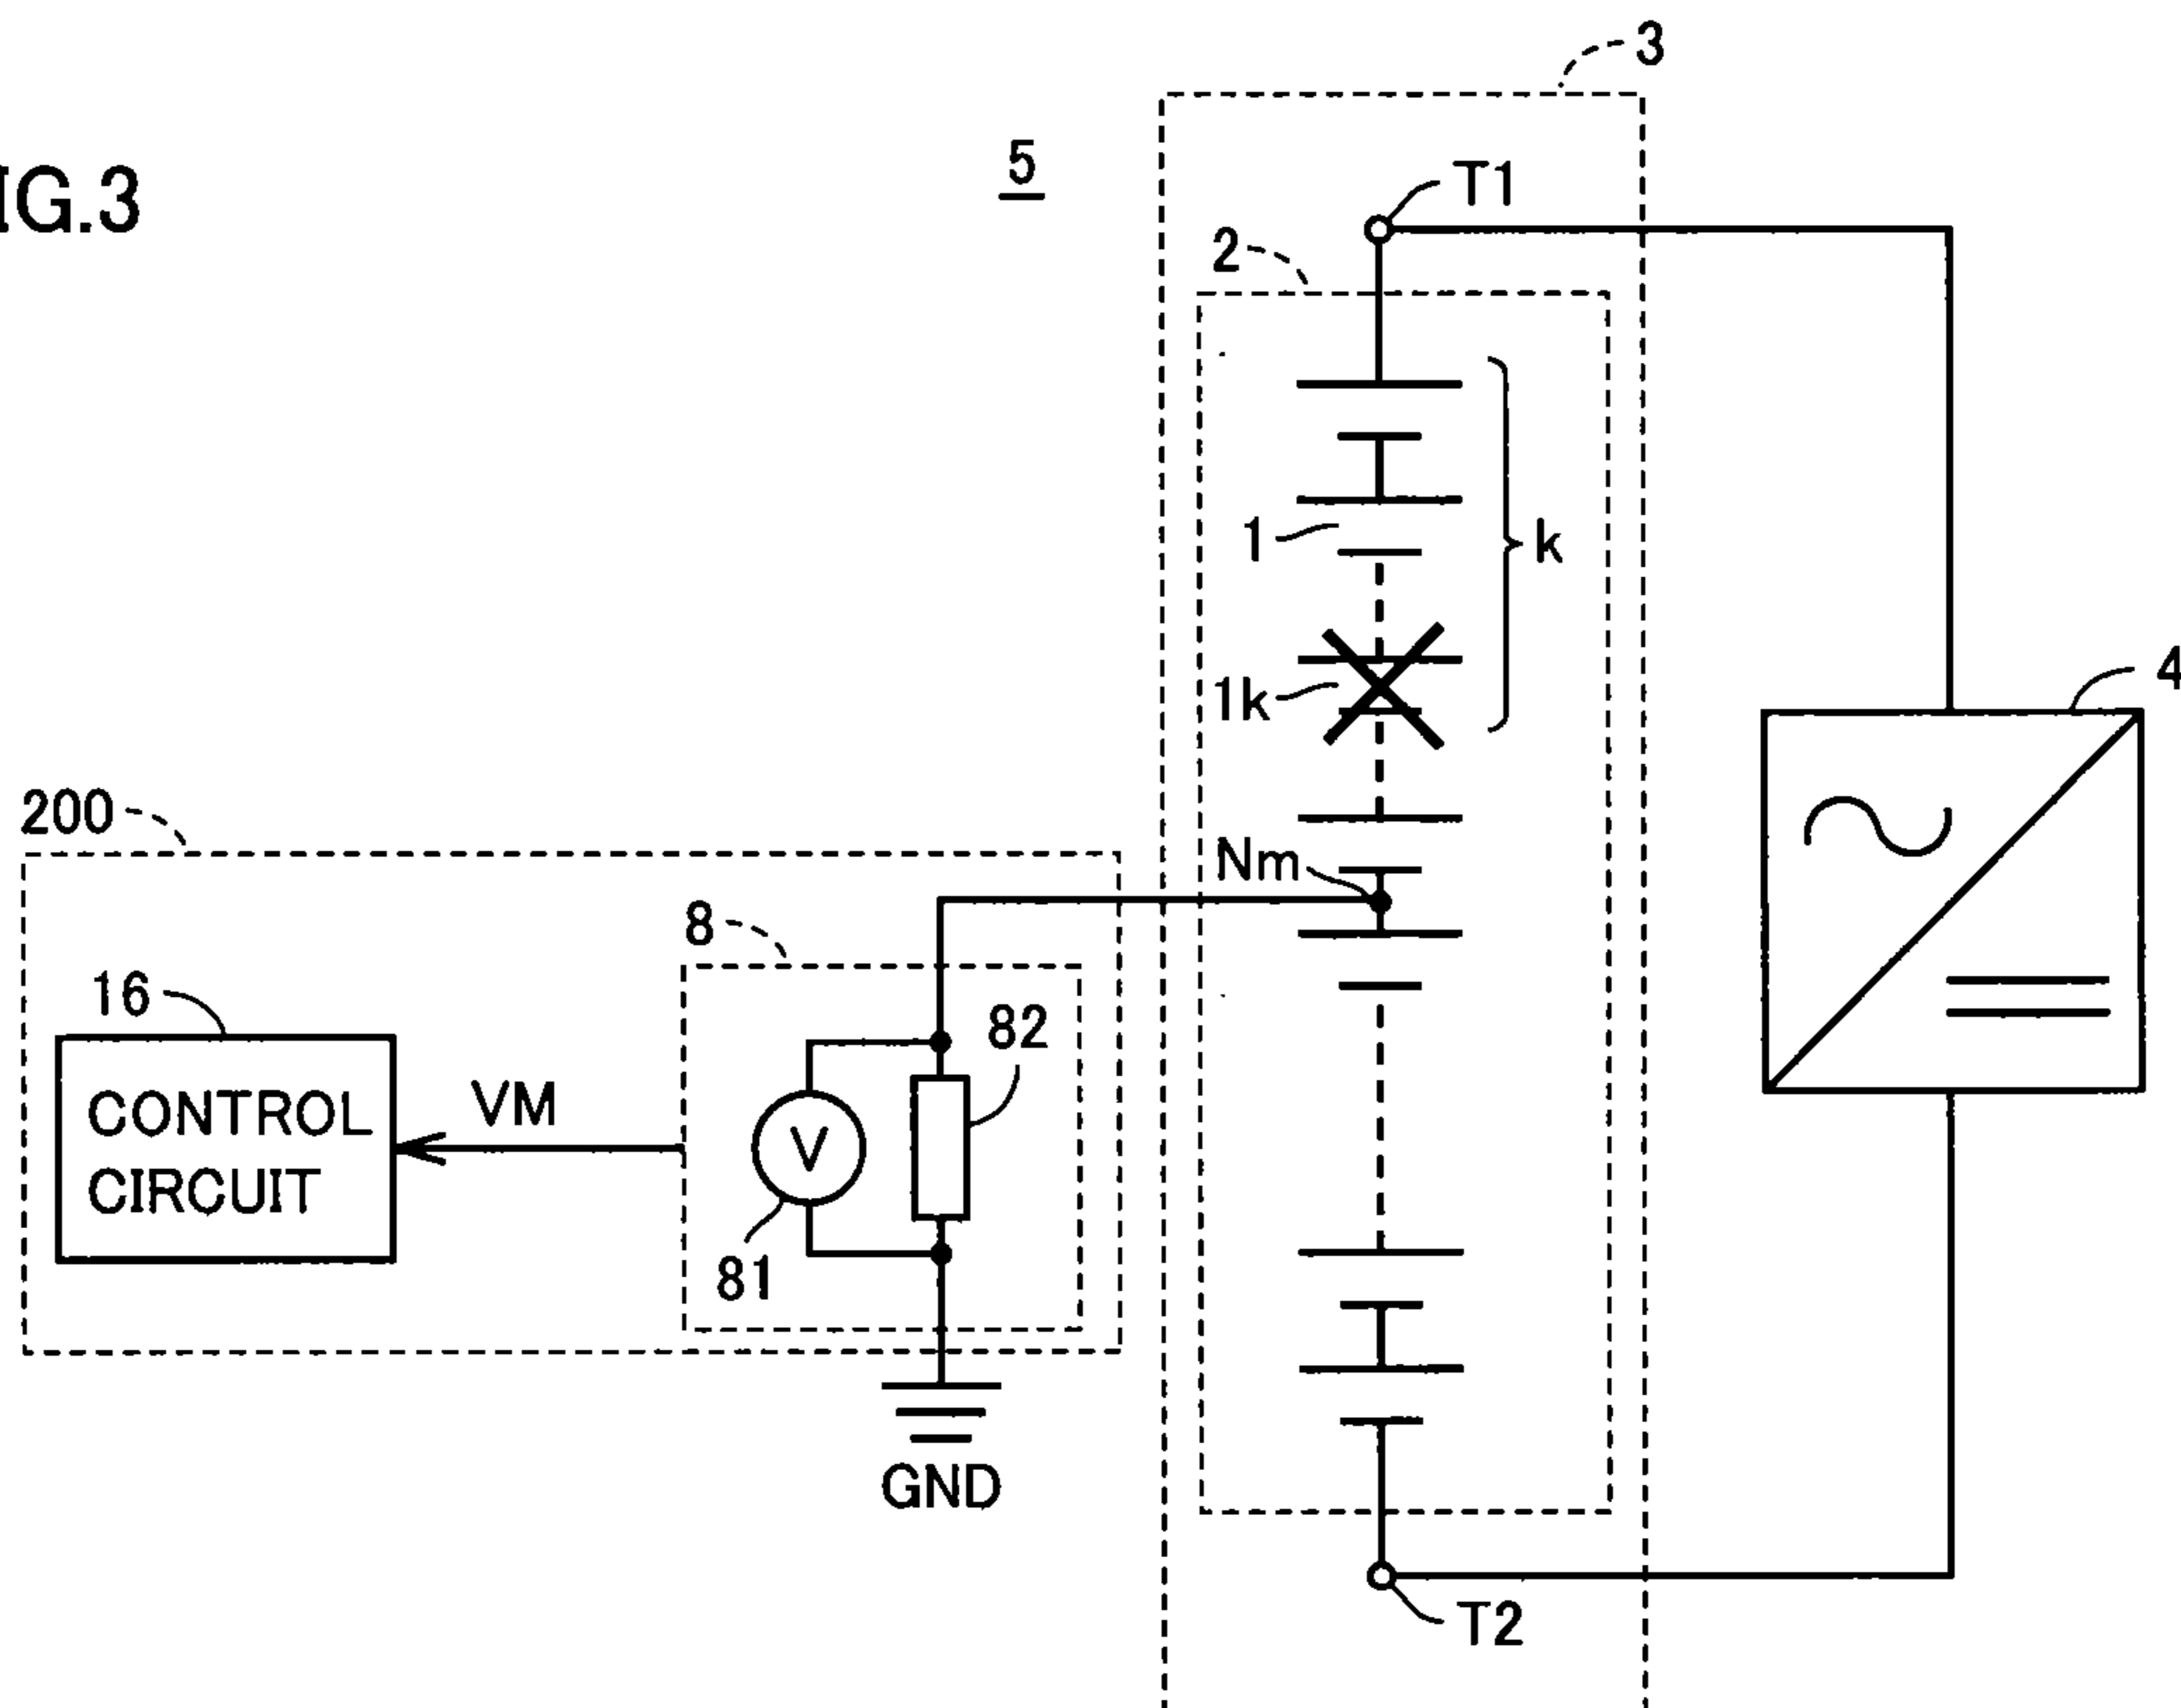 IG.3
5
3
T1
2
1
k
1k
4
200
Nm
8
16
82
CONTROL
CIRCUIT
VM
V
81
GND
T2